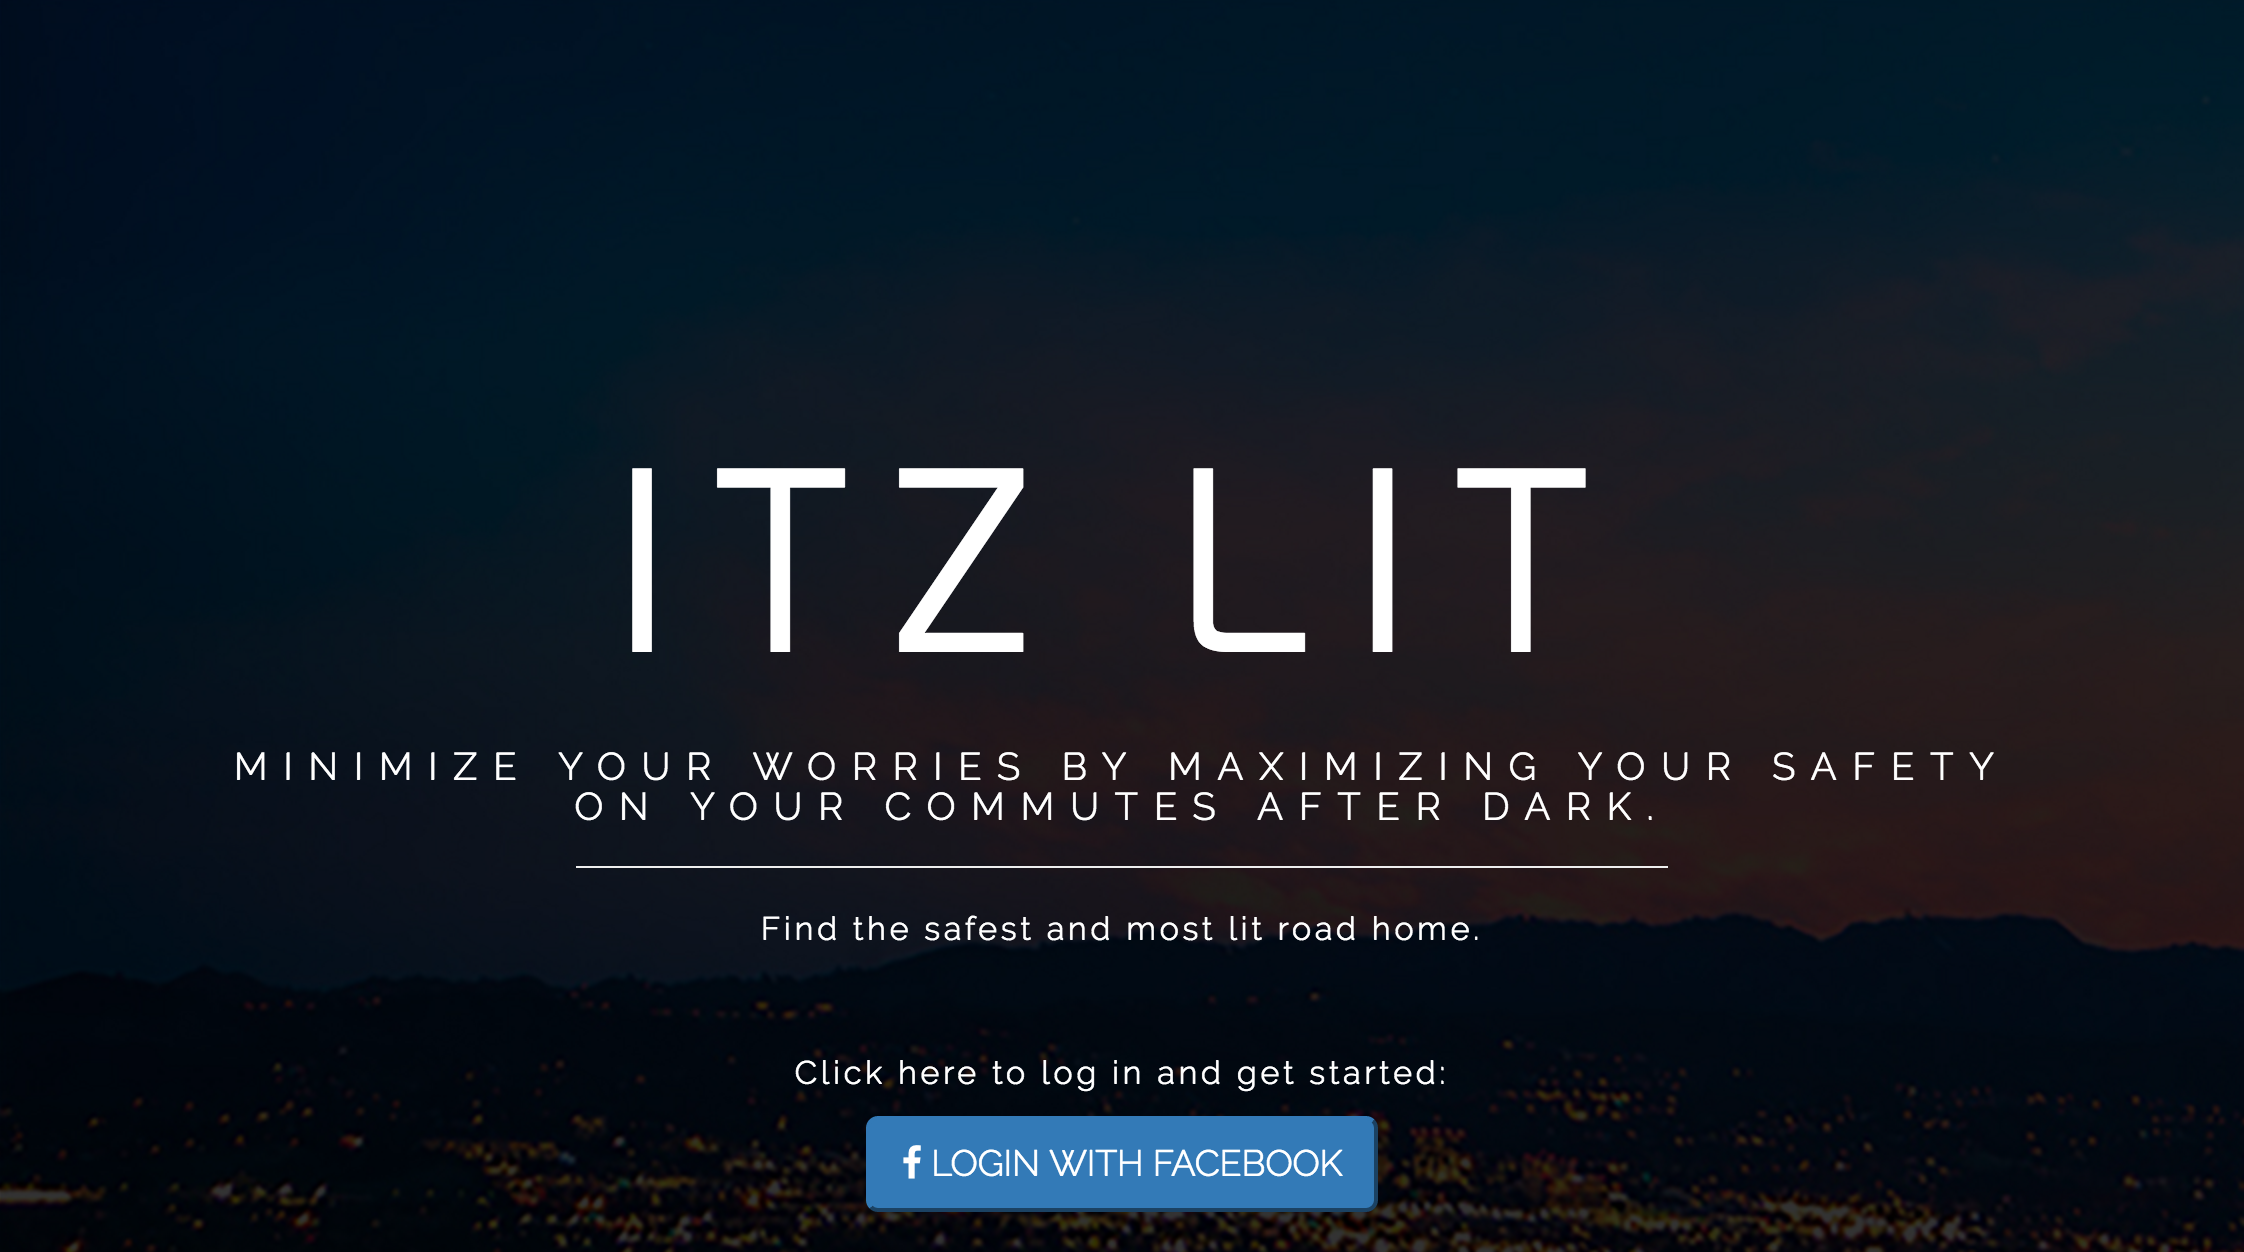 ITZ LIT
MINIMIZE YOUR WORRIES BY MAXIMIZING YOUR SAFETY
ON YOUR COMMUTES AFTER DARK.
Find the safest and most lit road home.
Click here to log in and get started:
LOGIN WITH FACEBOOK